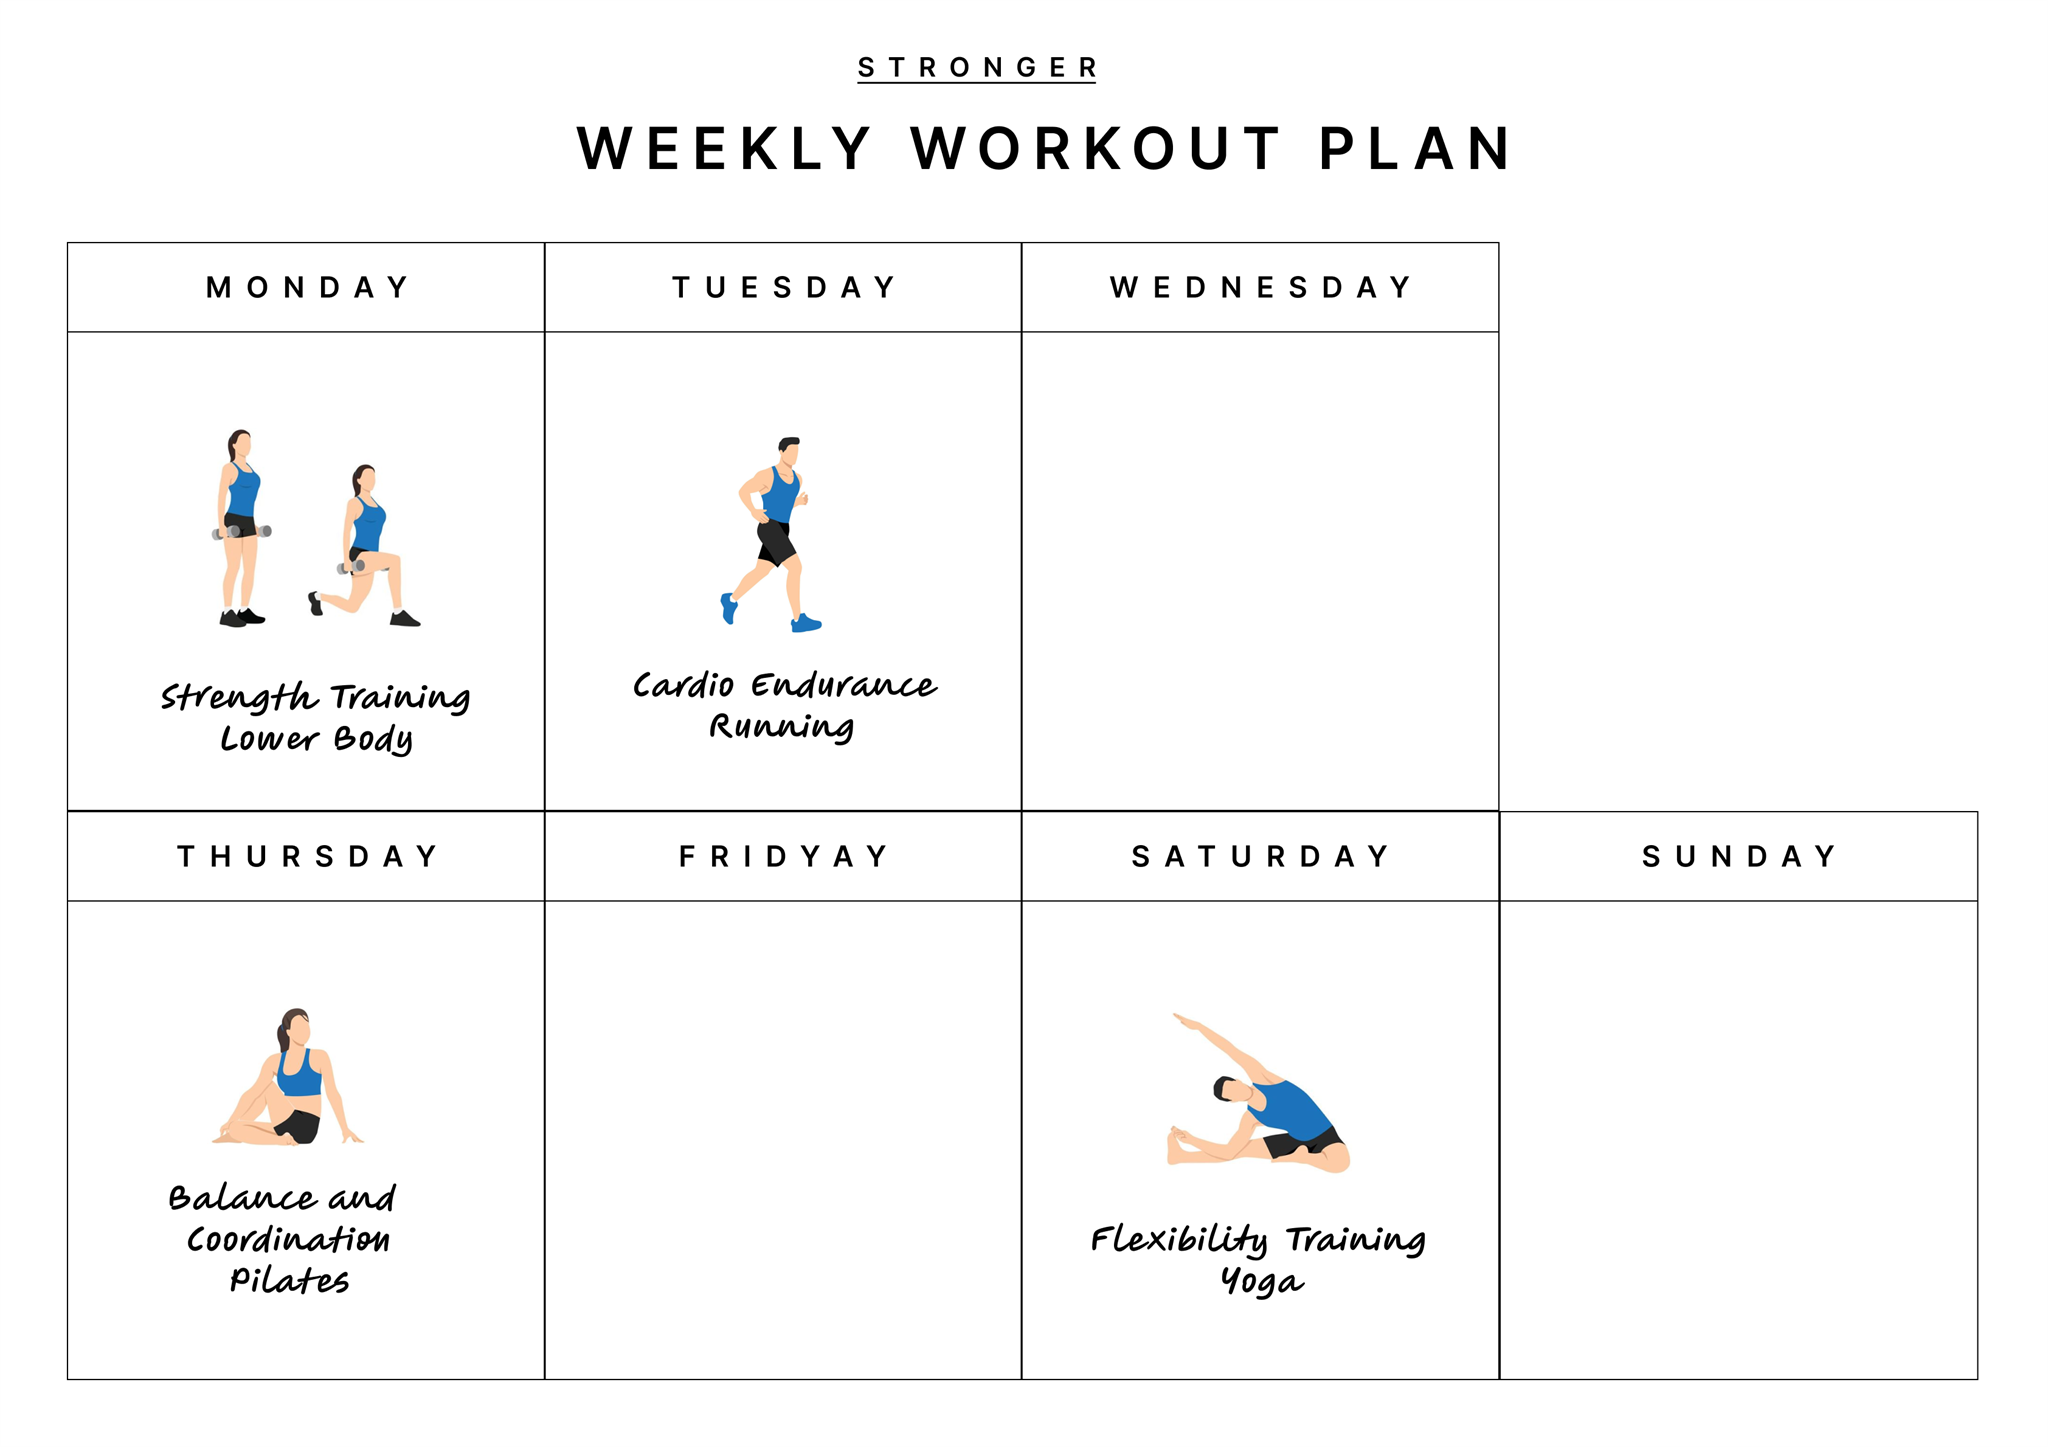 STRONGER
WEEKLY WORKOUT PLAN
MONDAY
TUESDAY
WEDNESDAY
Strength Training
Lower Body
Cardio Endurance
Running
THURSDAY
FRIDYAY
SATURDAY
SUNDAY
Balance and
Coordination
Pilates
Flexibility Training
Yoga